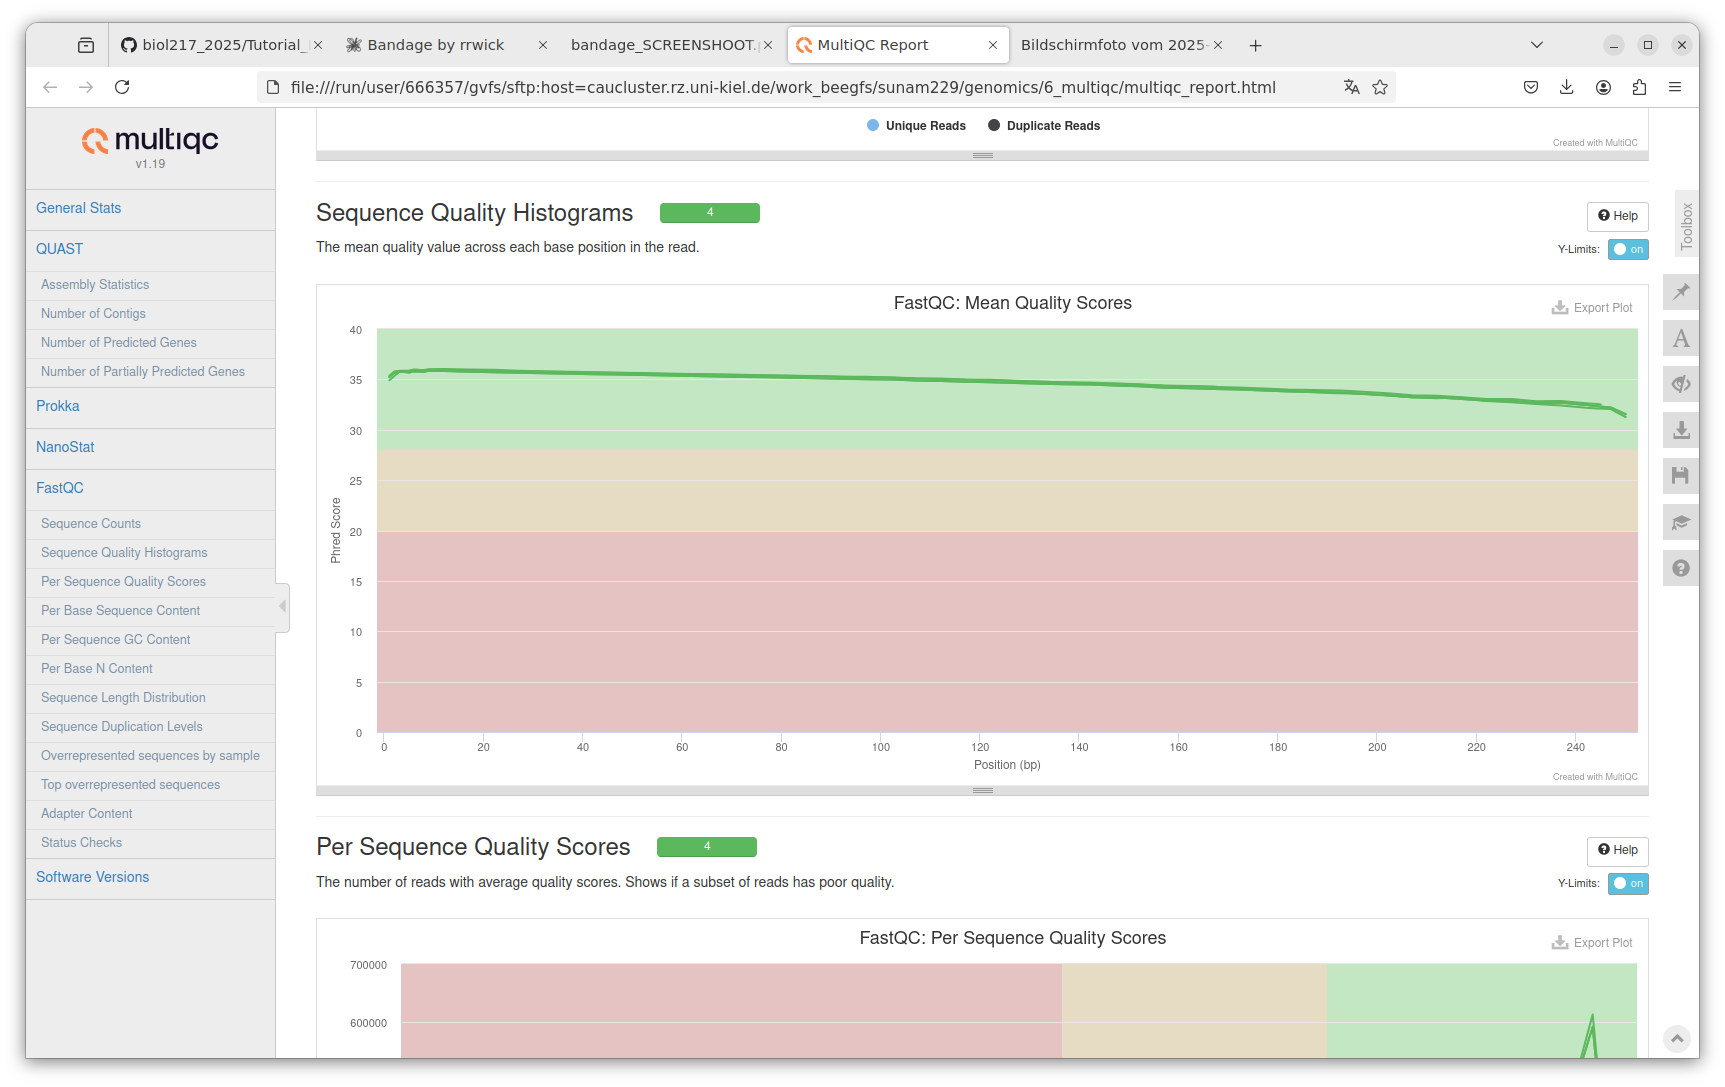 biol217_2025/Tutorial_
Bandage by rrwick
bandage_SCREENSHOOT.
MultiQC Report
Bildschirmfoto vom 2025-
file:///run/user/666357/gvfs/sftp:host=caucluster.rz.uni-kiel.de/work_beegfs/sunam229/genomics/6_multiqc/multiqc_report.html
multiqc
v1.19
General Stats
QUAST
Assembly Statistics
Number of Contigs
Number of Predicted Genes
Number of Partially Predicted Genes
Prokka
NanoStat
FastQC
Sequence Counts
Sequence Quality Histograms
Per Sequence Quality Scores
Per Base Sequence Content
Per Sequence GC Content
Per Base N Content
Sequence Length Distribution
Sequence Duplication Levels
Overrepresented sequences by sample
Top overrepresented sequences
Adapter Content
Status Checks
Software Versions
Unique Reads Duplicate Reads
Created with MultiQC
Sequence Quality Histograms 4
Help
The mean quality value across each base position in the read.
Y-Limits: on
Toolbox
FastQC: Mean Quality Scores
Export Plot
40
35
30
25
20
15
10
5
0
Phred Score
0 20 40 60 80 100 120 140 160 180 200 220 240
Position (bp)
Created with MultiQC
Per Sequence Quality Scores 4
Help
The number of reads with average quality scores. Shows if a subset of reads has poor quality.
Y-Limits: on
FastQC: Per Sequence Quality Scores
Export Plot
700000
600000